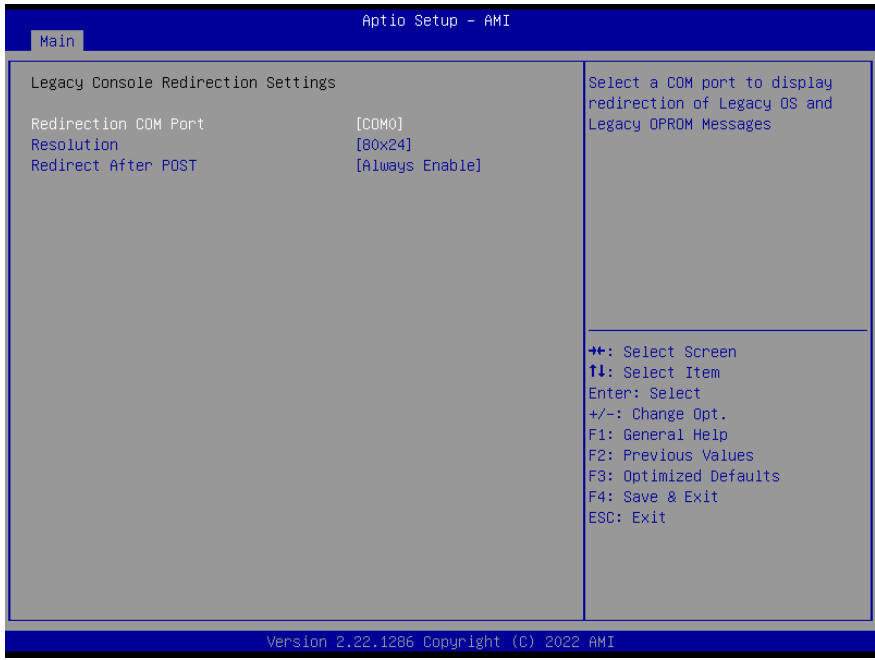 Aptio Setup - AMI
Main
Legacy Console Redirection Settings
Redirection COM Port [COM0]
Resolution [80x24]
Redirect After POST [Always Enable]
Select a COM port to display
redirection of Legacy OS and
Legacy OPROM Messages
→←: Select Screen
↑↓: Select Item
Enter: Select
+/-: Change Opt.
F1: General Help
F2: Previous Values
F3: Optimized Defaults
F4: Save & Exit
ESC: Exit
Version 2.22.1286 Copyright (C) 2022 AMI